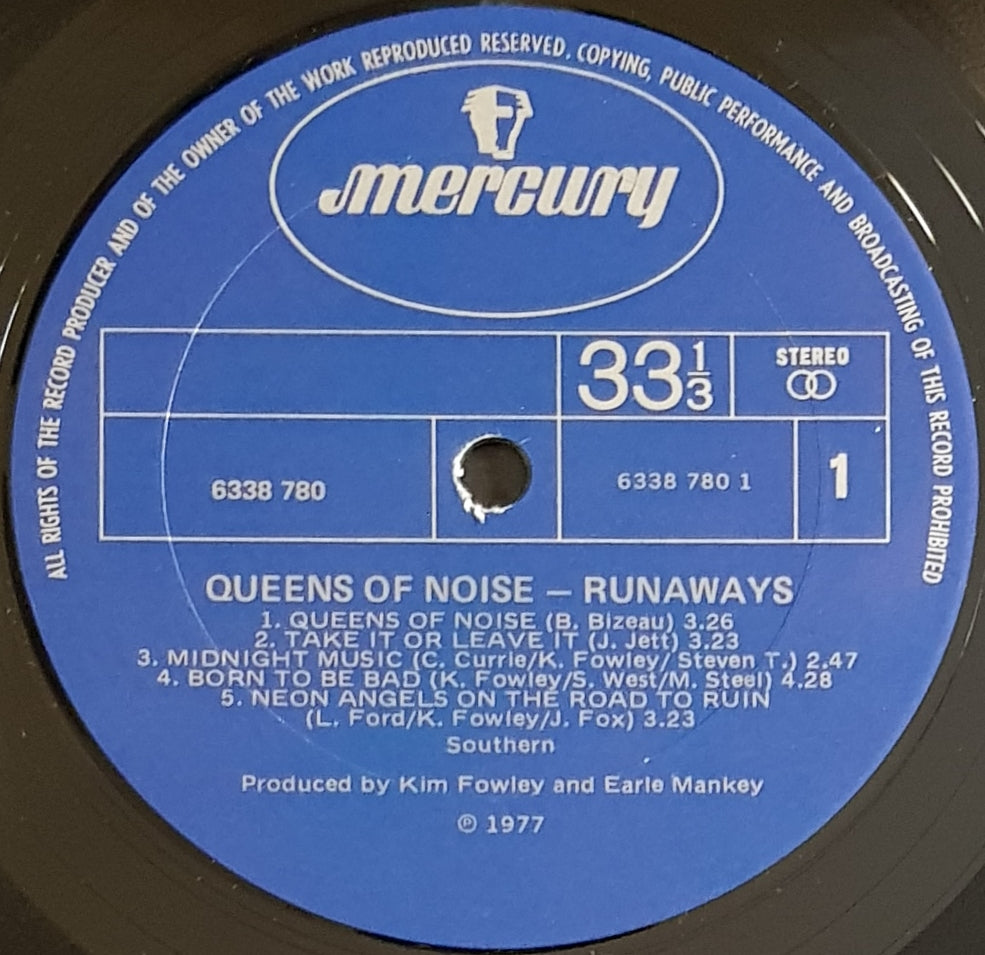 ALL RIGHTS OF THE RECORD PRODUCER AND OF THE OWNER OF THE WORK REPRODUCED RESERVED. COPYING, PUBLIC PERFORMANCE AND BROADCASTING OF THIS RECORD PROHIBITED
mercury
33 1/3
STEREO
6338 780
6338 780 1
1
QUEENS OF NOISE — RUNAWAYS
1. QUEENS OF NOISE (B. Bizeau) 3.26
2. TAKE IT OR LEAVE IT (J. Jett) 3.23
3. MIDNIGHT MUSIC (C. Currie/K. Fowley/ Steven T.) 2.47
4. BORN TO BE BAD (K. Fowley/S. West/M. Steel) 4.28
5. NEON ANGELS ON THE ROAD TO RUIN
(L. Ford/K. Fowley/J. Fox) 3.23
Southern
Produced by Kim Fowley and Earle Mankey
℗ 1977